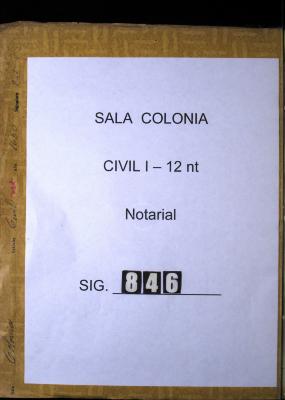 SALA COLONIA
CIVIL I – 12 nt
Notarial
SIG. 846